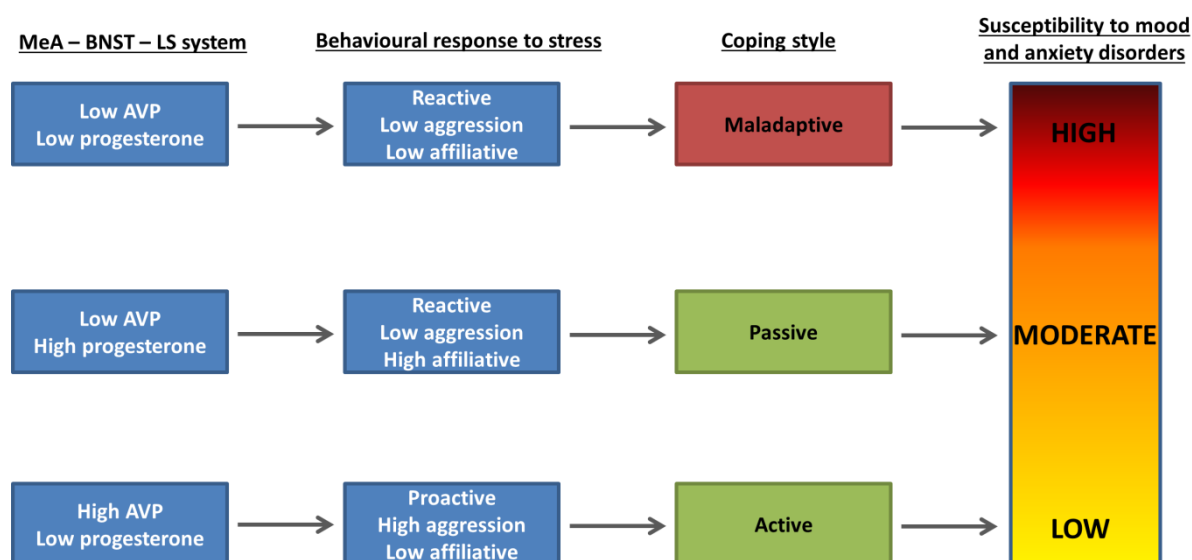 MeA – BNST – LS system
Behavioural response to stress
Coping style
Susceptibility to mood
and anxiety disorders
Low AVP
Low progesterone
Reactive
Low aggression
Low affiliative
Maladaptive
HIGH
Low AVP
High progesterone
Reactive
Low aggression
High affiliative
Passive
MODERATE
High AVP
Low progesterone
Proactive
High aggression
Low affiliative
Active
LOW